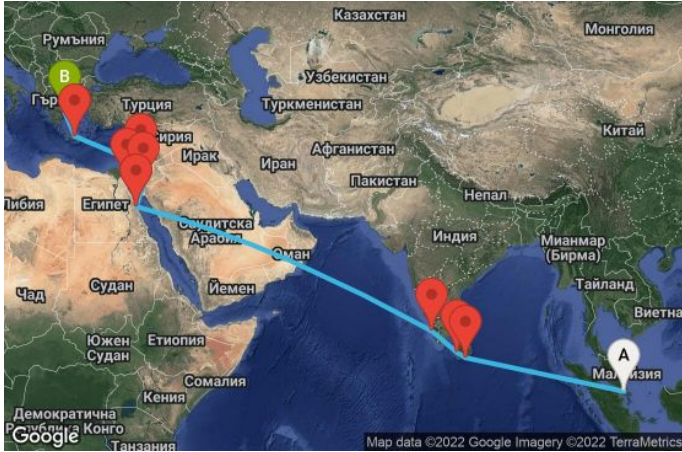 Казахстан
Румъния
Монголия
B
Узбекистан
Гър
Турция
Туркменистан
Китай
ирия
Ирак
Афганистан
Иран
Пакистан
Либия
Египет
Непал
Саудитска
Арабия
Индия
Мианмар
(Бирма)
Оман
Чад
Судан
Йемен
Тайланд
Виетна
Южен
Судан
Етиопия
A
Сомалия
Кения
Демократична
Конго
Танзания
Google
Map data ©2022 Google Imagery ©2022 TerraMetrics